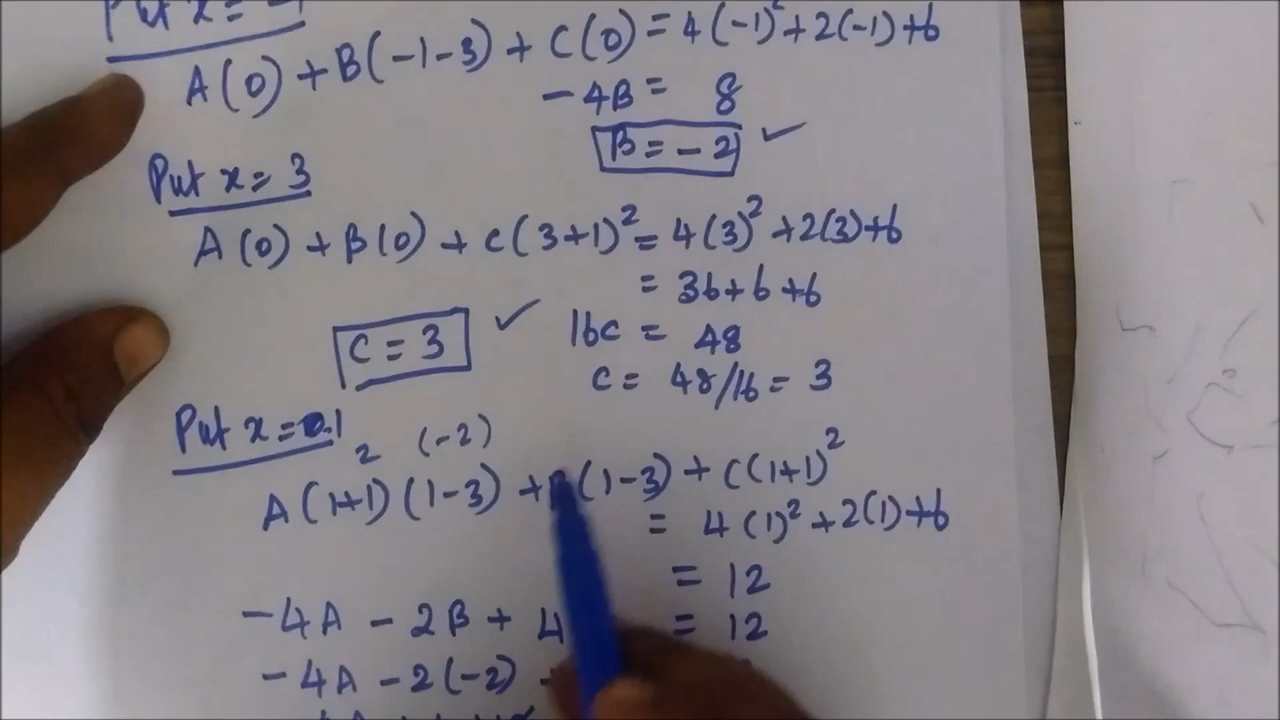 Put x =
A(0) + B(-1-3) + C(0) = 4(-1)² + 2(-1) + 6
-4B = 8
B = -2 ✓
Put x = 3
A(0) + B(0) + C(3+1)² = 4(3)² + 2(3) + 6
= 36 + 6 + 6
C = 3 ✓
16C = 48
C = 48/16 = 3
Put x = 1
2 (-2)
A(1+1)(1-3) + (1-3) + C(1+1)²
= 4(1)² + 2(1) + 6
= 12
-4A - 2B + 4 = 12
-4A - 2(-2)